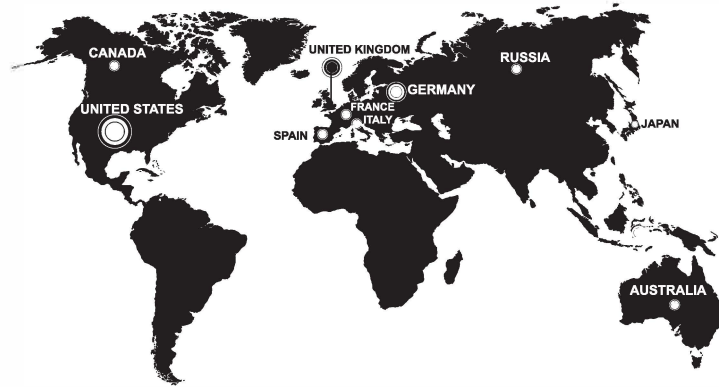 UNITED KINGDOM
CANADA
RUSSIA
GERMANY
UNITED STATES
FRANCE
ITALY
JAPAN
SPAIN
AUSTRALIA